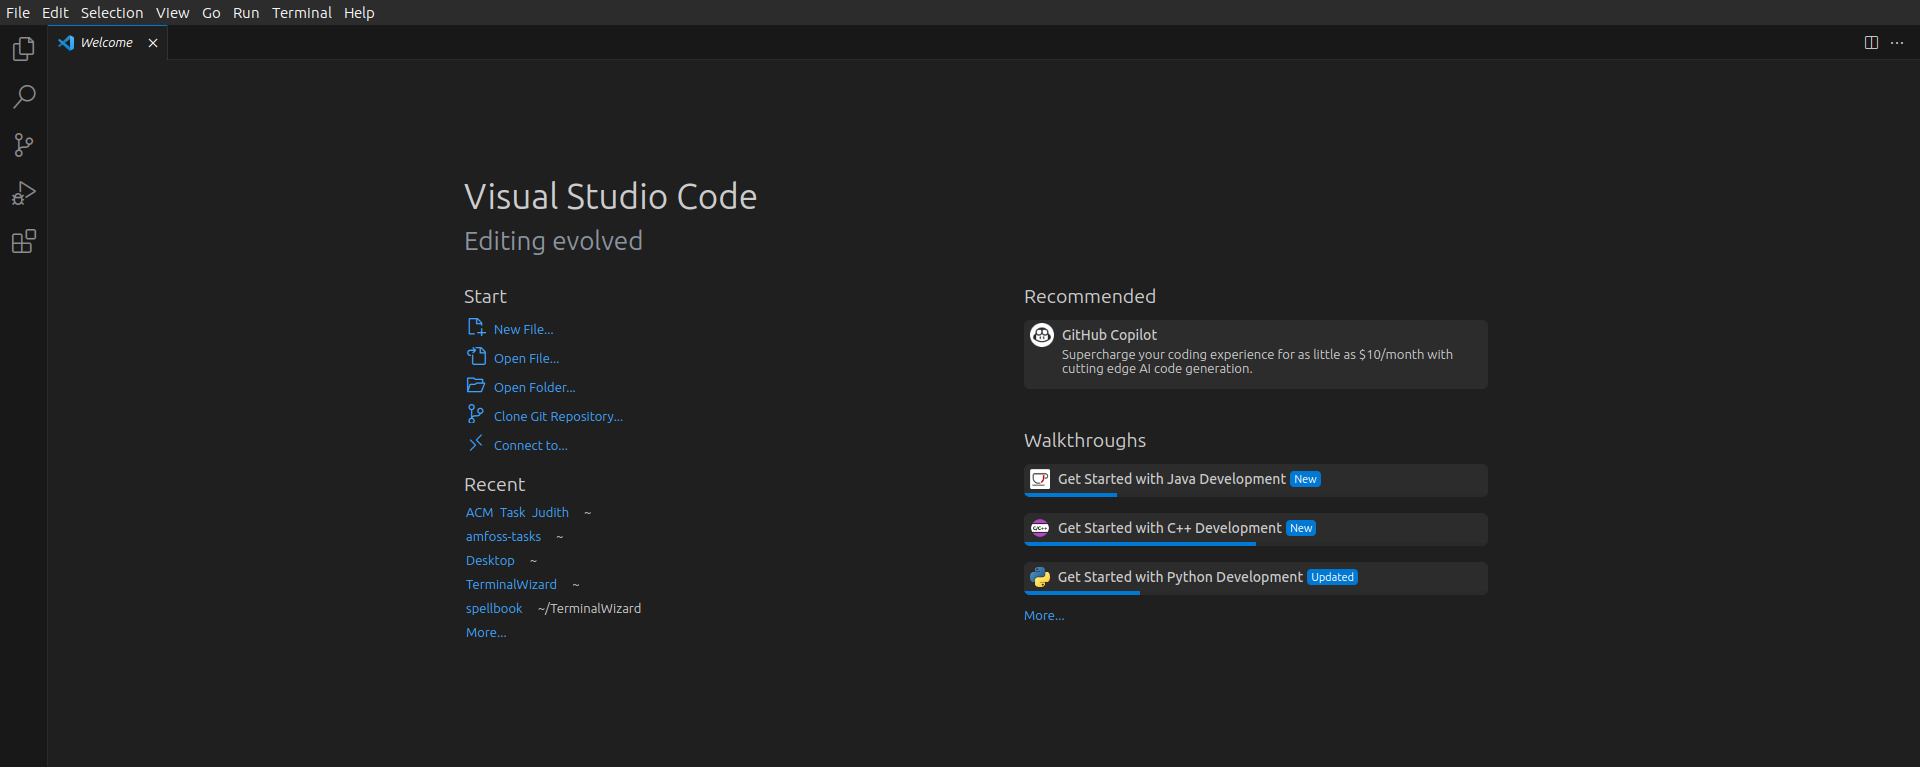 File Edit Selection View Go Run Terminal Help
Welcome
Visual Studio Code
Editing evolved
Start
New File...
Open File...
Open Folder...
Clone Git Repository...
Connect to...
Recent
ACM Task Judith ~
amfoss-tasks ~
Desktop ~
TerminalWizard ~
spellbook ~/TerminalWizard
More...
Recommended
GitHub Copilot
Supercharge your coding experience for as little as $10/month with
cutting edge AI code generation.
Walkthroughs
Get Started with Java Development New
C/C++
Get Started with C++ Development New
Get Started with Python Development Updated
More...